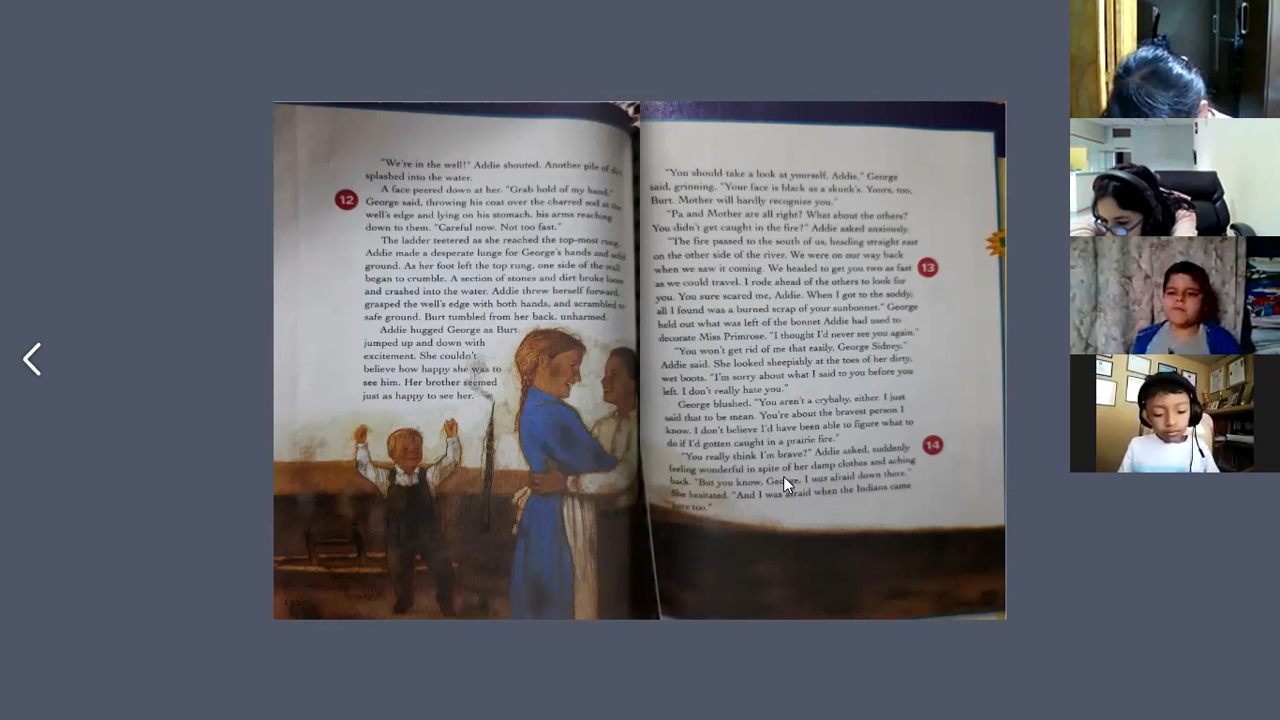 "We're in the well!" Addie shouted. Another pile of dirt
splashed into the water.
12
A face peered down at her. "Grab hold of my hand,"
George said, throwing his coat over the charred sod at the
well's edge and lying on his stomach, his arms reaching
down to them. "Careful now. Not too fast."
The ladder teetered as she reached the top-most rung.
Addie made a desperate lunge for George's hands and solid
ground. As her foot left the top rung, one side of the wall
began to crumble. A section of stones and dirt broke loose
and crashed into the water. Addie threw herself forward,
grasped the well's edge with both hands, and scrambled to
safe ground. Burt tumbled from her back, unharmed.
Addie hugged George as Burt
jumped up and down with
excitement. She couldn't
believe how happy she was to
see him. Her brother seemed
just as happy to see her.
"You should take a look at yourself, Addie," George
said, grinning. "Your face is black as a skunk's. Yours, too,
Burt. Mother will hardly recognize you."
"Pa and Mother are all right? What about the others?
You didn't get caught in the fire?" Addie asked anxiously.
"The fire passed to the south of us, heading straight east
on the other side of the river. We were on our way back
when we saw it coming. We headed to get you two as fast
13
as we could travel. I rode ahead of the others to look for
you. You sure scared me, Addie. When I got to the soddy,
all I found was a burned scrap of your sunbonnet." George
held out what was left of the bonnet Addie had used to
decorate Miss Primrose. "I thought I'd never see you again."
"You won't get rid of me that easily, George Sidney,"
Addie said. She looked sheepishly at the toes of her dirty,
wet boots. "I'm sorry about what I said to you before you
left. I don't really hate you."
George blushed. "You aren't a crybaby, either. I just
said that to be mean. You're about the bravest person I
know. I don't believe I'd have been able to figure what to
do if I'd gotten caught in a prairie fire."
14
"You really think I'm brave?" Addie asked, suddenly
feeling wonderful in spite of her damp clothes and aching
back. "But you know, George, I was afraid down there."
She hesitated. "And I was afraid when the Indians came
here too."